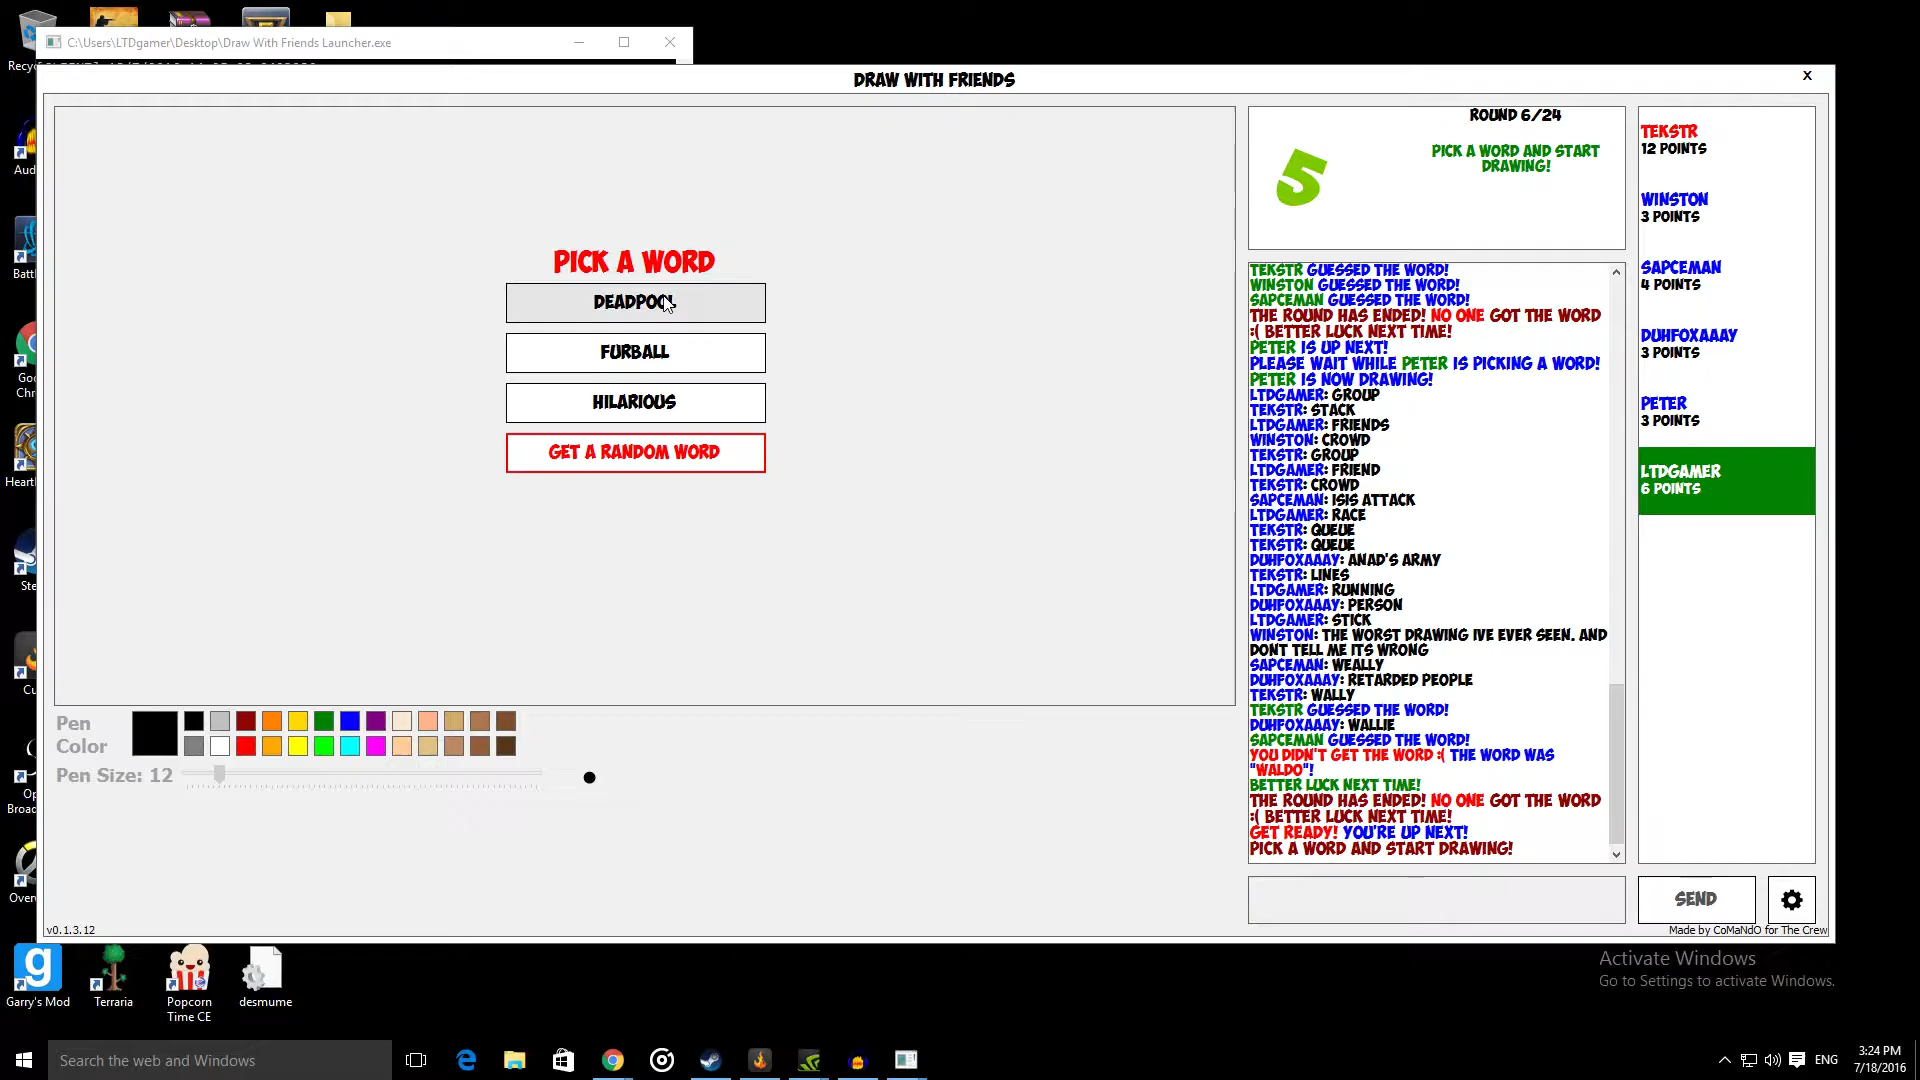 C:\Users\LTDgamer\Desktop\Draw With Friends Launcher.exe
DRAW WITH FRIENDS
X
ROUND 6/24
5
PICK A WORD AND START
DRAWING!
PICK A WORD
DEADPOOL
FURBALL
HILARIOUS
GET A RANDOM WORD
TEKSTR GUESSED THE WORD!
WINSTON GUESSED THE WORD!
SAPCEMAN GUESSED THE WORD!
THE ROUND HAS ENDED! NO ONE GOT THE WORD
:( BETTER LUCK NEXT TIME!
PETER IS UP NEXT!
PLEASE WAIT WHILE PETER IS PICKING A WORD!
PETER IS NOW DRAWING!
LTDGAMER: GROUP
TEKSTR: STACK
LTDGAMER: FRIENDS
WINSTON: CROWD
TEKSTR: GROUP
LTDGAMER: FRIEND
TEKSTR: CROWD
SAPCEMAN: ISIS ATTACK
LTDGAMER: RACE
TEKSTR: QUEUE
TEKSTR: QUEUE
DUHFOXAAAY: ANAD'S ARMY
TEKSTR: LINES
LTDGAMER: RUNNING
DUHFOXAAAY: PERSON
LTDGAMER: STICK
WINSTON: THE WORST DRAWING IVE EVER SEEN. AND
DONT TELL ME ITS WRONG
SAPCEMAN: WEALLY
DUHFOXAAAY: RETARDED PEOPLE
TEKSTR: WALLY
TEKSTR GUESSED THE WORD!
DUHFOXAAAY: WALLIE
SAPCEMAN GUESSED THE WORD!
YOU DIDN'T GET THE WORD :( THE WORD WAS
"WALDO"!
BETTER LUCK NEXT TIME!
THE ROUND HAS ENDED! NO ONE GOT THE WORD
:( BETTER LUCK NEXT TIME!
GET READY! YOU'RE UP NEXT!
PICK A WORD AND START DRAWING!
TEKSTR
12 POINTS
WINSTON
3 POINTS
SAPCEMAN
4 POINTS
DUHFOXAAAY
3 POINTS
PETER
3 POINTS
LTDGAMER
6 POINTS
Pen
Color
Pen Size: 12
SEND
v0.1.3.12
Made by CoMaNdO for The Crew
Recy
Aud
Batt
Goo
Chr
Heart
Ste
Cu
Op
Broad
Over
Garry's Mod
Terraria
Popcorn
Time CE
desmume
Activate Windows
Go to Settings to activate Windows.
Search the web and Windows
ENG
3:24 PM
7/18/2016